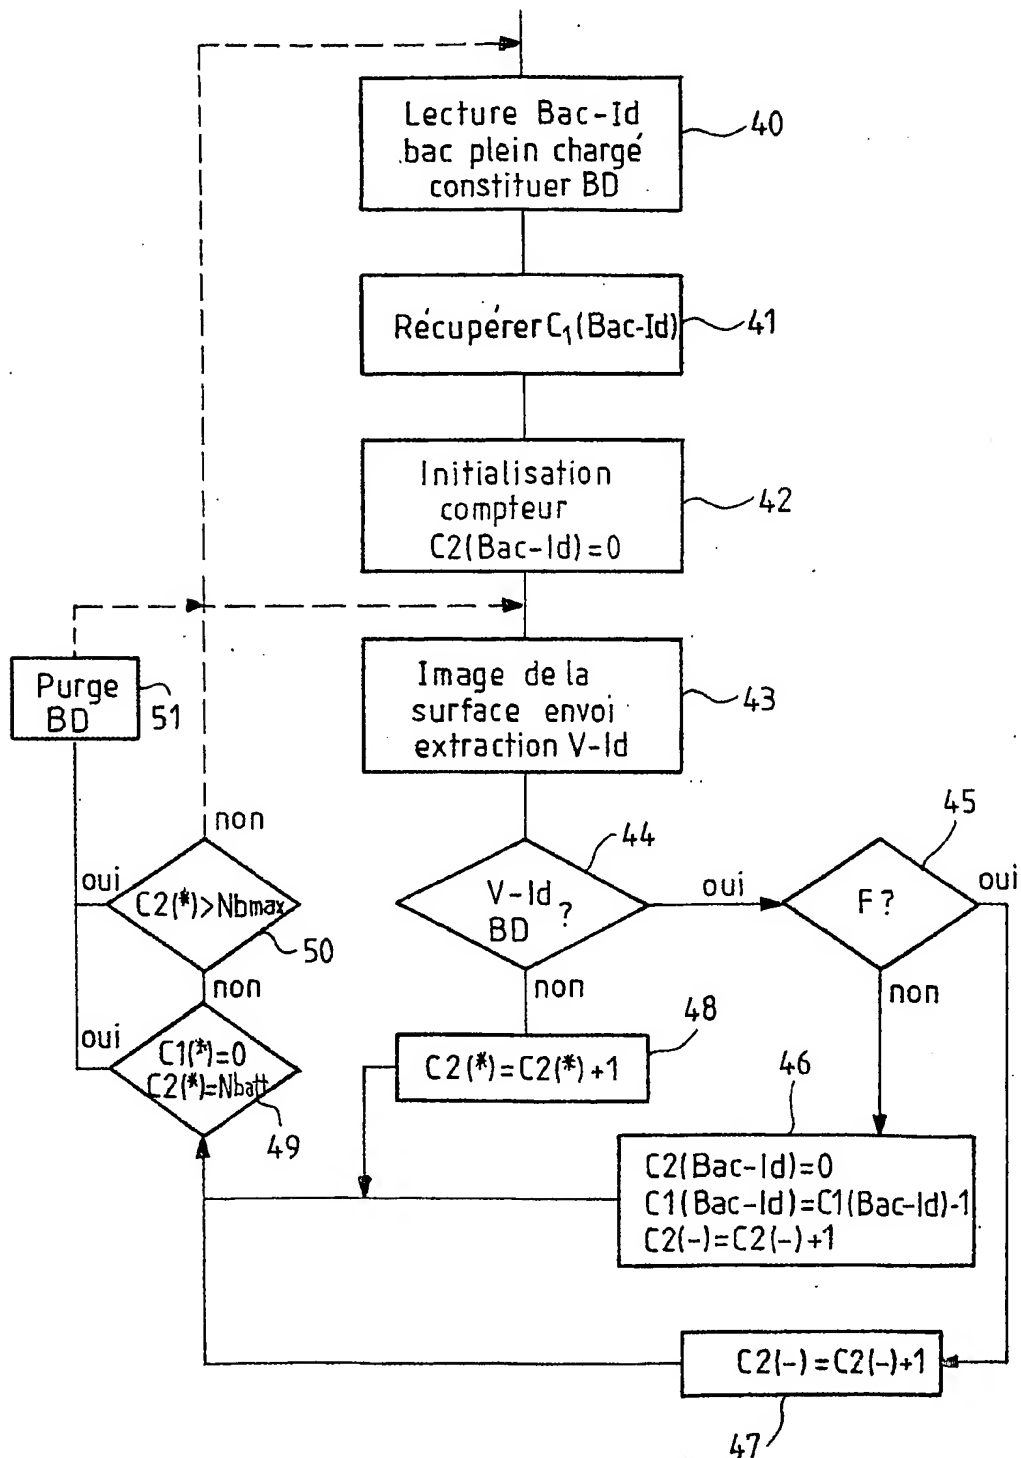 Lecture Bac-Id
bac plein chargé
constituer BD
40
Récupérer C1(Bac-Id)
41
Initialisation
compteur
C2(Bac-Id)=0
42
Image de la
surface envoi
extraction V-Id
43
Purge
BD
51
non
44
45
oui
C2(*)>Nbmax
50
V-Id
BD ?
oui
F?
oui
non
non
non
48
oui
C1(*)=0
C2(*)=Nbatt
49
C2(*)=C2(*)+1
46
C2(Bac-Id)=0
C1(Bac-Id)=C1(Bac-Id)-1
C2(-)=C2(-)+1
C2(-)=C2(-)+1
47